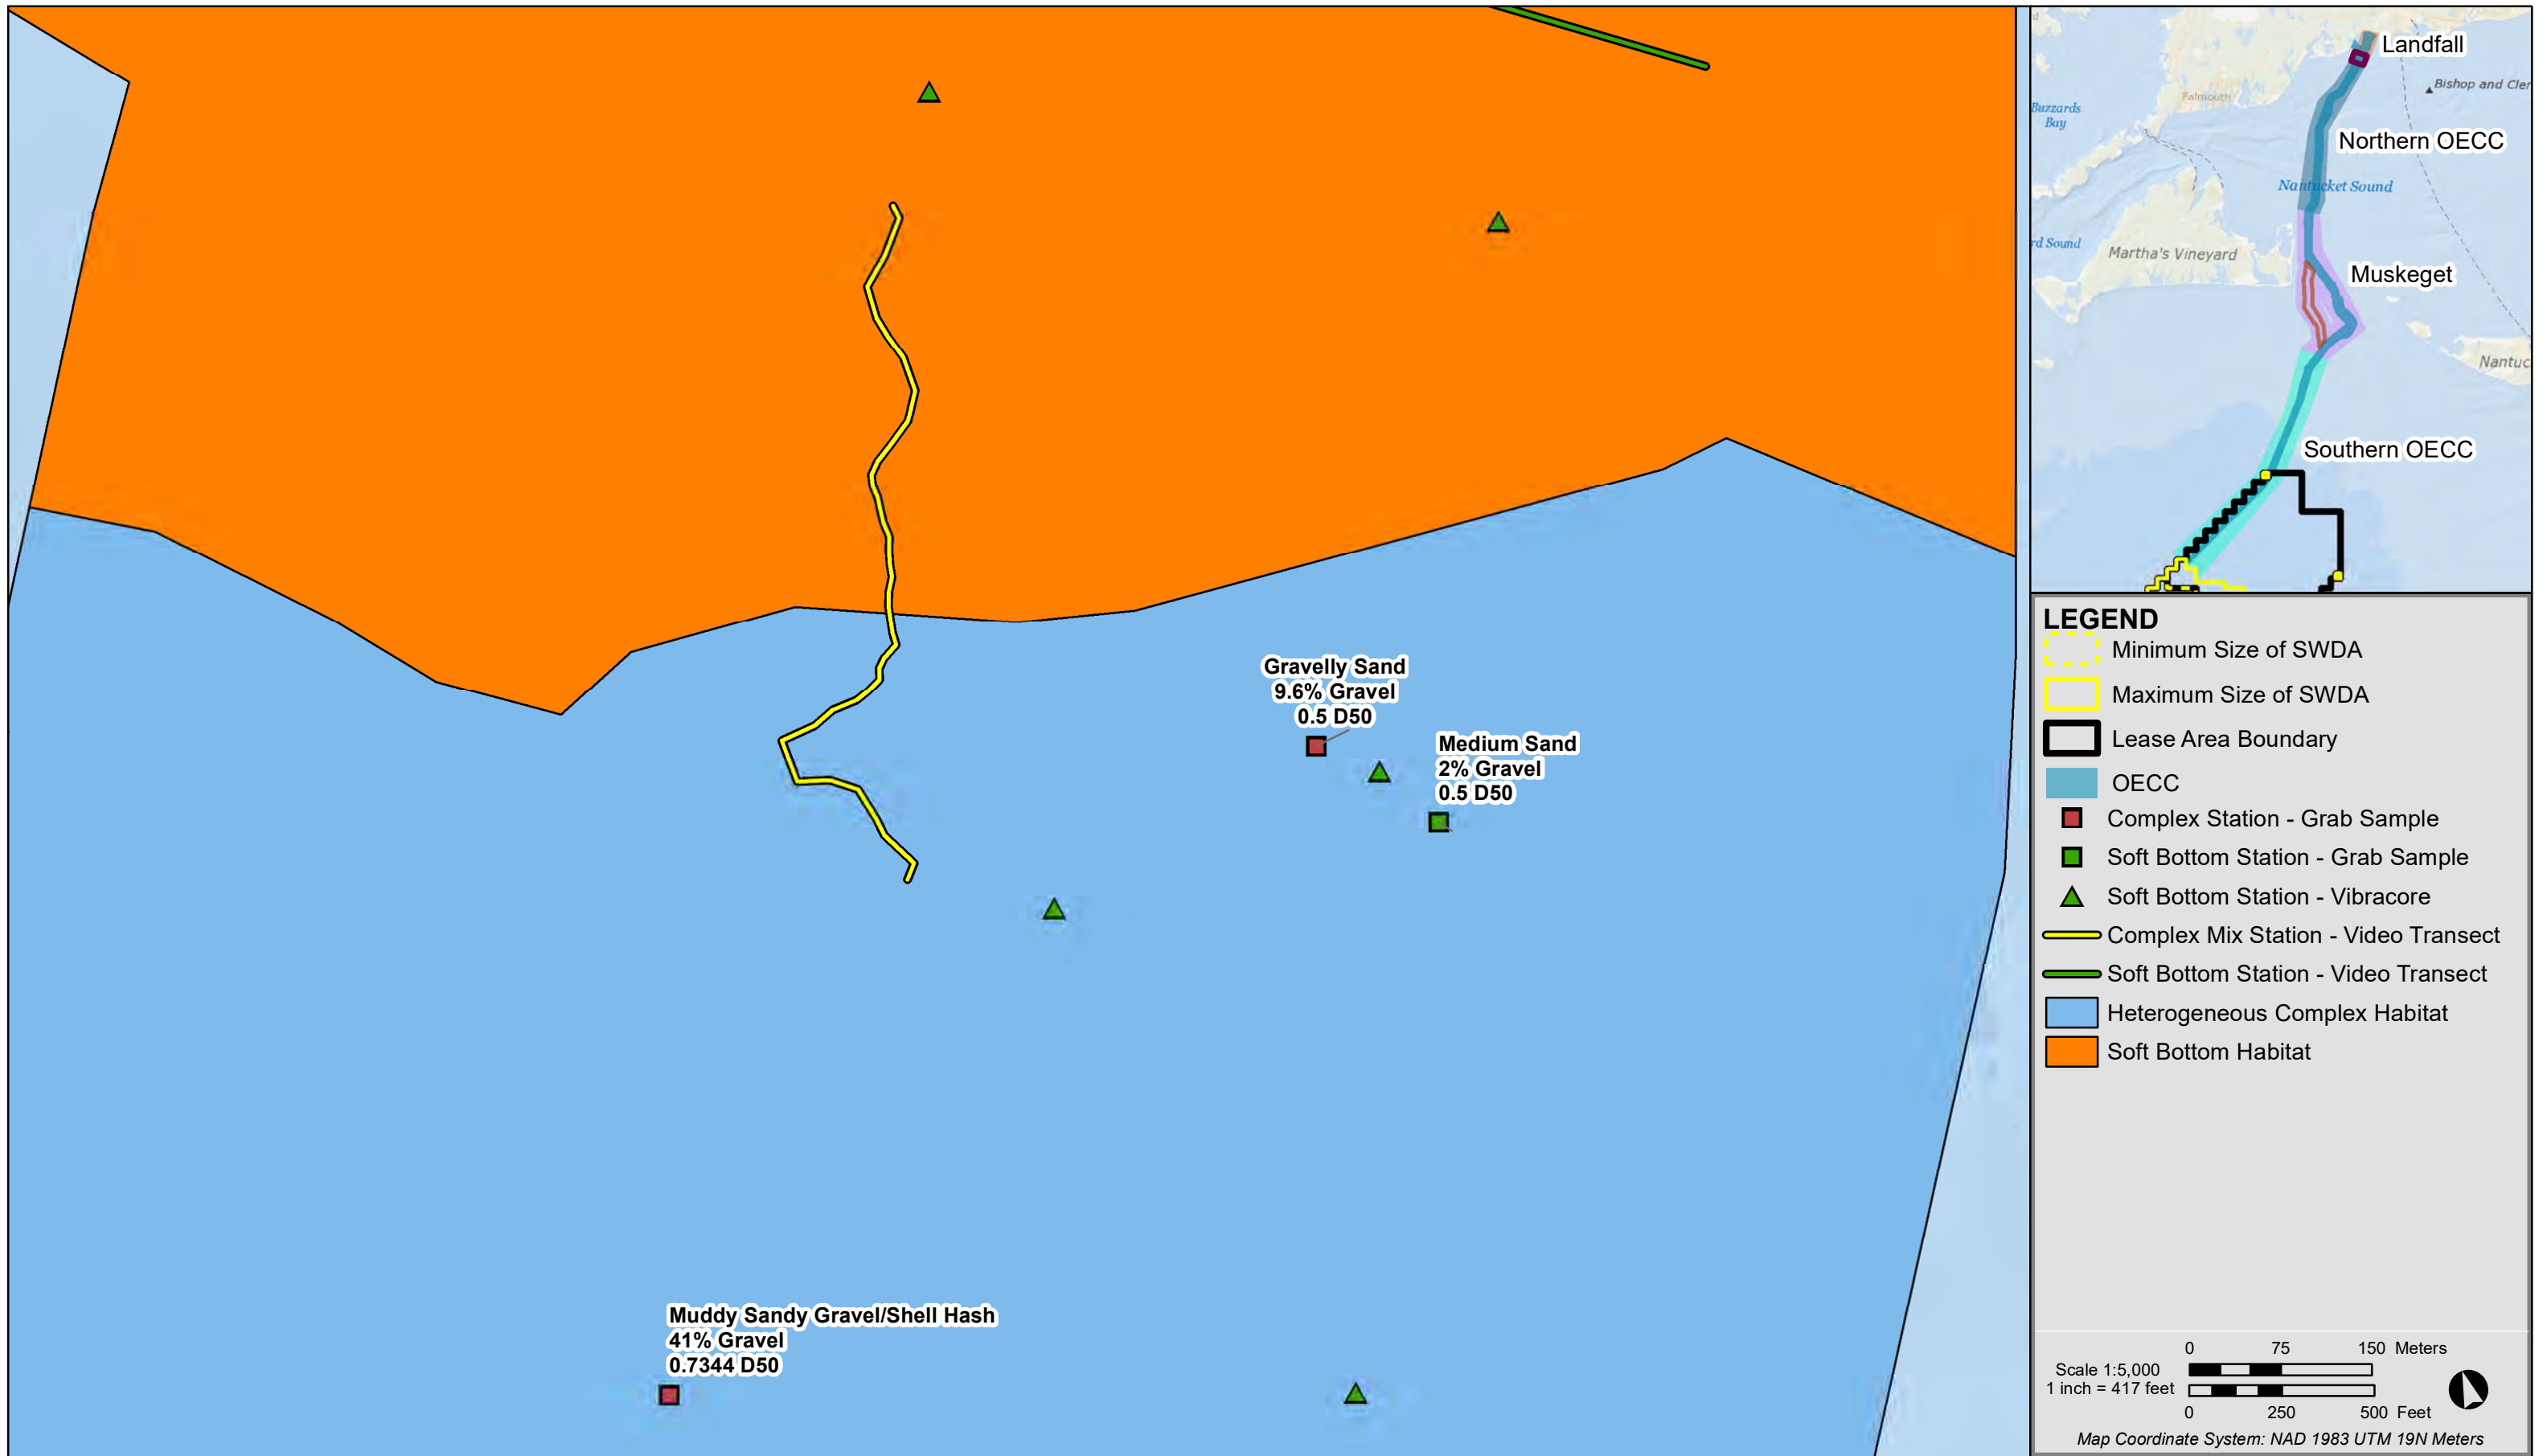 Gravelly Sand
9.6% Gravel
0.5 D50
Medium Sand
2% Gravel
0.5 D50
Muddy Sandy Gravel/Shell Hash
41% Gravel
0.7344 D50
Landfall
Bishop and Cler
Falmouth
Buzzards
Bay
Northern OECC
Nantucket Sound
rd Sound
Martha's Vineyard
Muskeget
Nantuc
Southern OECC
LEGEND
Minimum Size of SWDA
Maximum Size of SWDA
Lease Area Boundary
OECC
Complex Station - Grab Sample
Soft Bottom Station - Grab Sample
Soft Bottom Station - Vibracore
Complex Mix Station - Video Transect
Soft Bottom Station - Video Transect
Heterogeneous Complex Habitat
Soft Bottom Habitat
0 75 150 Meters
Scale 1:5,000
1 inch = 417 feet
0 250 500 Feet
Map Coordinate System: NAD 1983 UTM 19N Meters